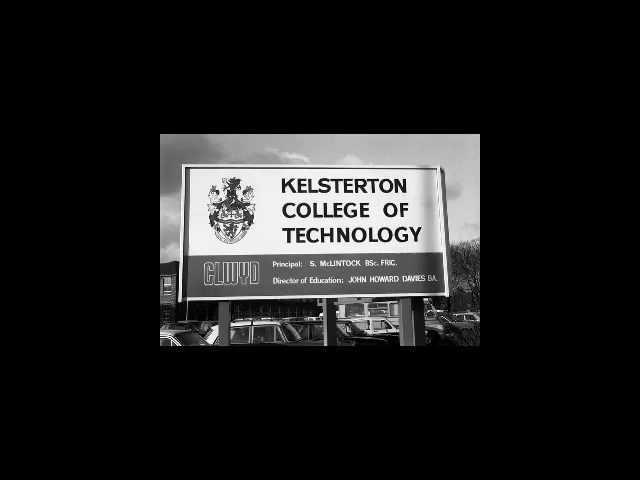 KELSTERTON
COLLEGE OF
TECHNOLOGY
CLWYD
Principal: S. McLINTOCK BSc. FRIC.
Director of Education: JOHN HOWARD DAVIES BA.